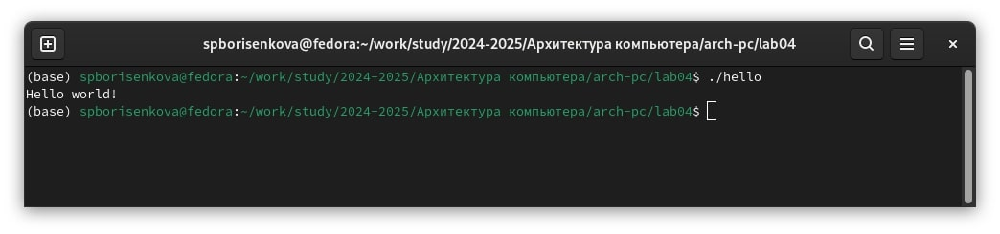 spborisenkova@fedora:~/work/study/2024-2025/Архитектура компьютера/arch-pc/lab04
(base) spborisenkova@fedora:~/work/study/2024-2025/Архитектура компьютера/arch-pc/lab04$ ./hello
Hello world!
(base) spborisenkova@fedora:~/work/study/2024-2025/Архитектура компьютера/arch-pc/lab04$